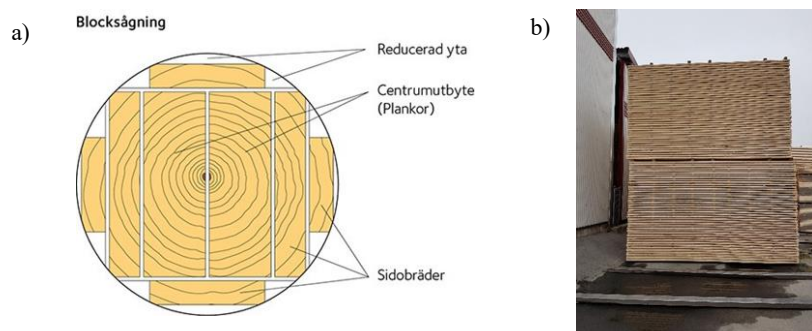 a)
Blocksågning
Reducerad yta
Centrumutbyte
(Plankor)
Sidobräder
b)